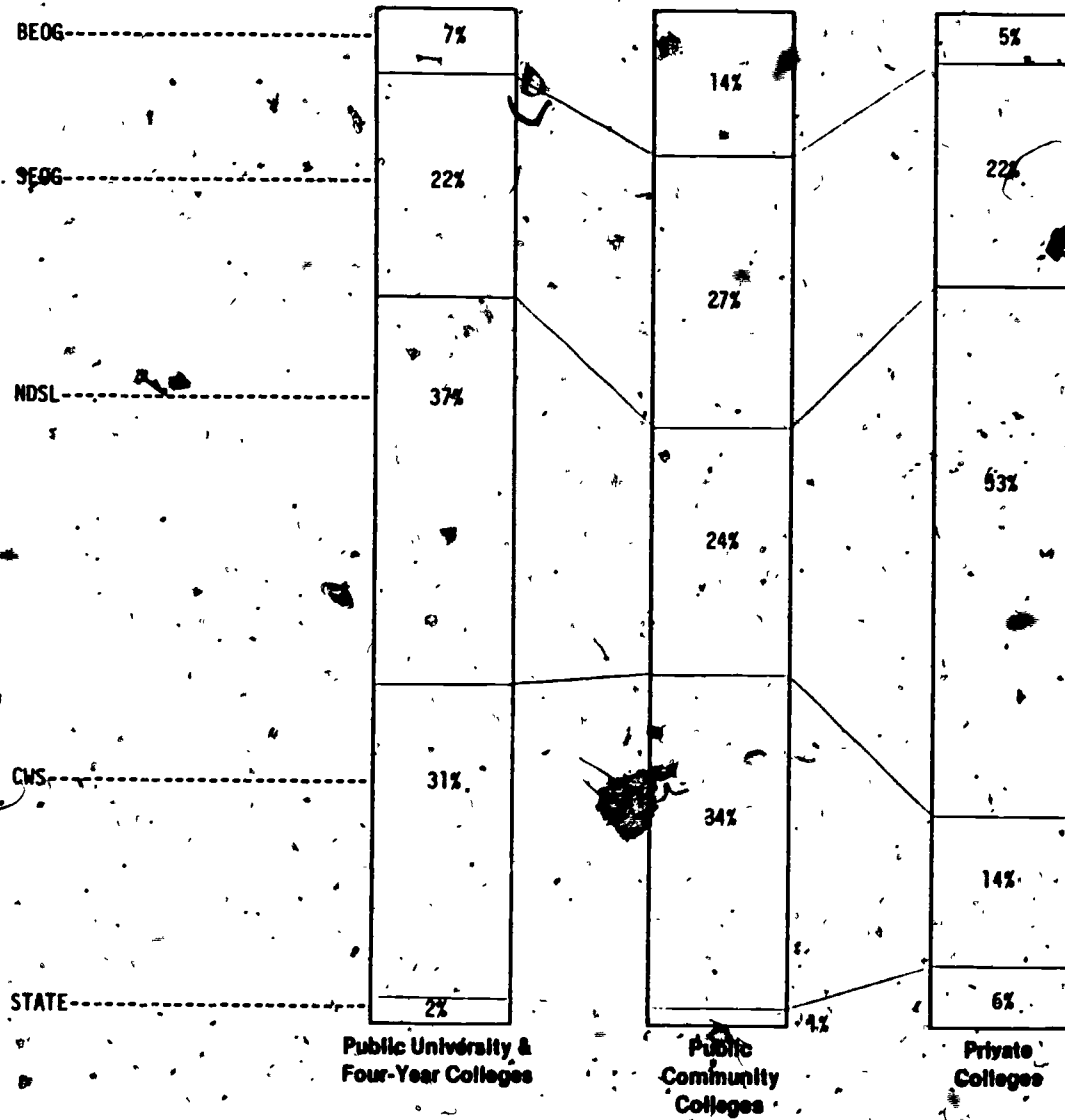 BEOG 7% 14% 5%
SEOG 22% 27% 22%
NDSL 37% 24% 53%
CWS 31% 34% 14%
STATE 2% 1% 6%
Public University &
Four-Year Colleges
Public
Community
Colleges
Private
Colleges